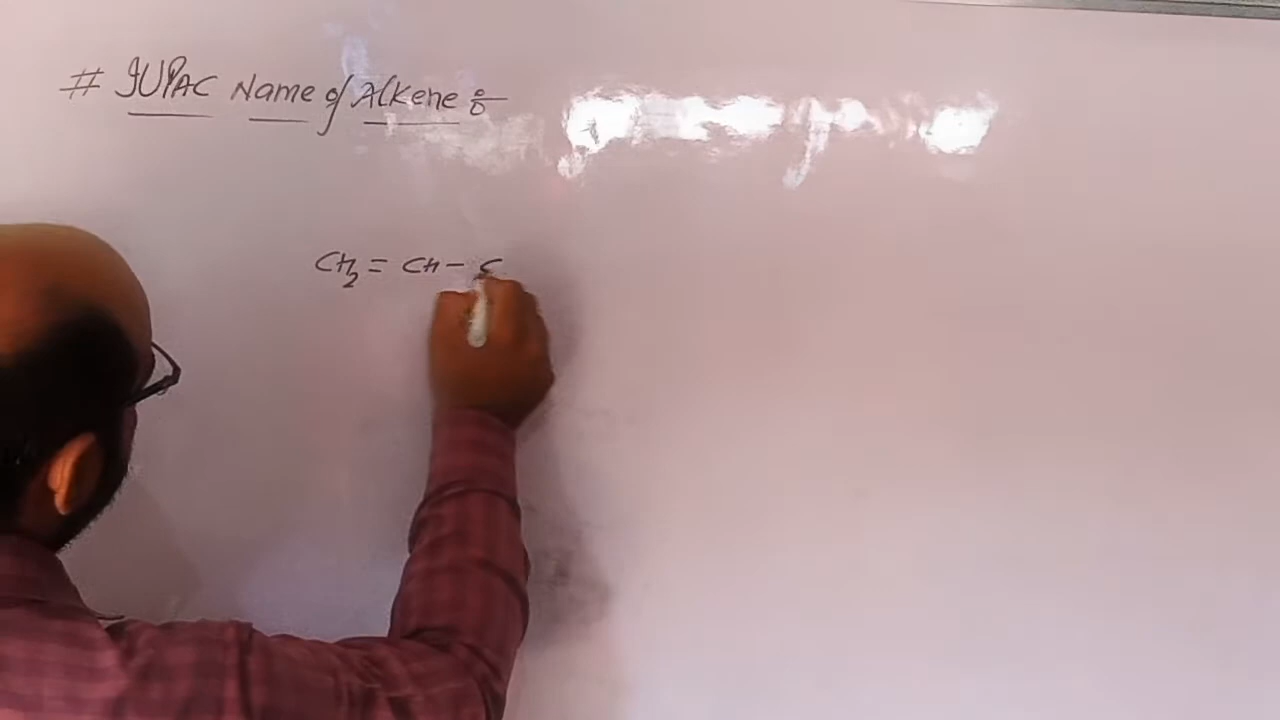 # IUPAC Name of Alkene :-
CH₂ = CH - C